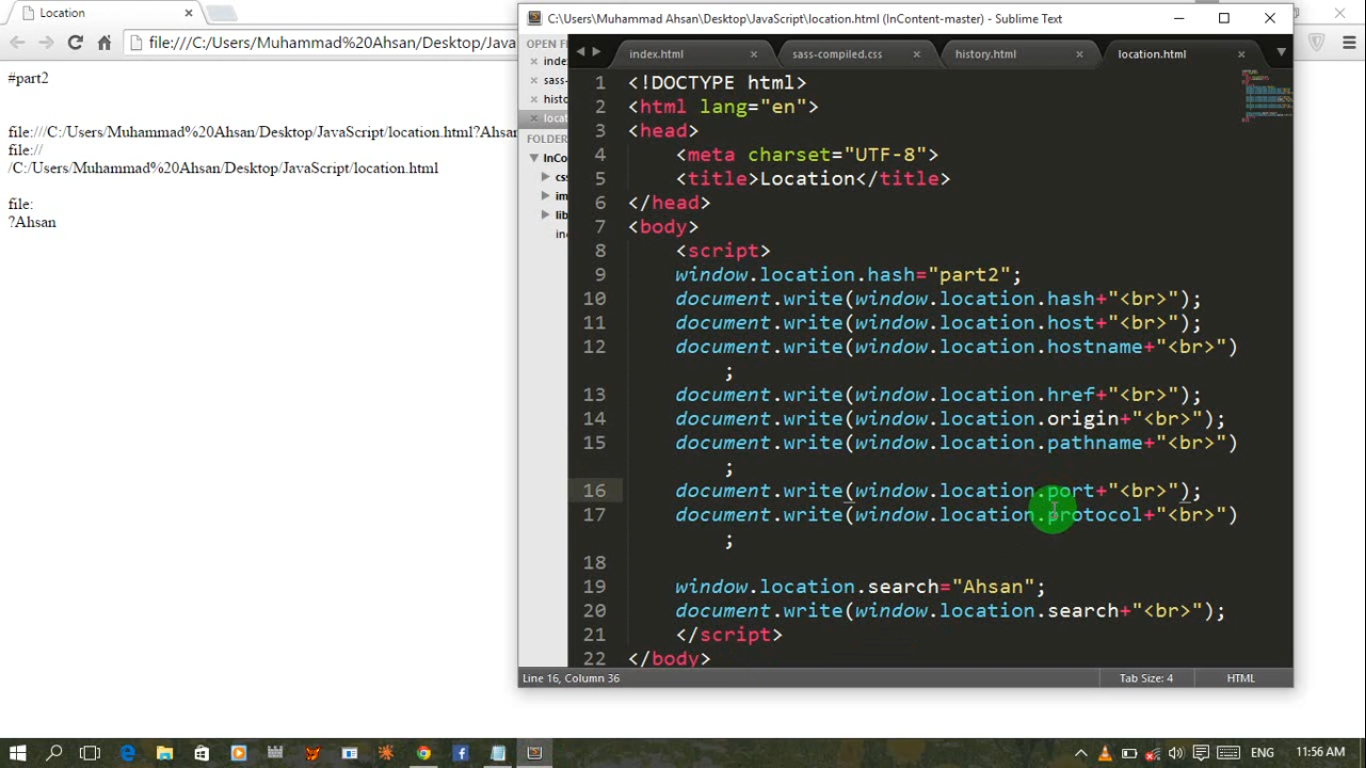 Location
file:///C:/Users/Muhammad%20Ahsan/Desktop/Java
#part2
file:///C:/Users/Muhammad%20Ahsan/Desktop/JavaScript/location.html?Ahsan
file://
/C:/Users/Muhammad%20Ahsan/Desktop/JavaScript/location.html
file:
?Ahsan
C:\Users\Muhammad Ahsan\Desktop\JavaScript\location.html (InContent-master) - Sublime Text
OPEN FI
inde
sass-
histo
locat
FOLDER
InCo
css
im
lib
in
index.html
sass-compiled.css
history.html
location.html
1 <!DOCTYPE html>
2 <html lang="en">
3 <head>
4 <meta charset="UTF-8">
5 <title>Location</title>
6 </head>
7 <body>
8 <script>
9 window.location.hash="part2";
10 document.write(window.location.hash+"<br>");
11 document.write(window.location.host+"<br>");
12 document.write(window.location.hostname+"<br>")
;
13 document.write(window.location.href+"<br>");
14 document.write(window.location.origin+"<br>");
15 document.write(window.location.pathname+"<br>")
;
16 document.write(window.location.port+"<br>");
17 document.write(window.location.protocol+"<br>")
;
18
19 window.location.search="Ahsan";
20 document.write(window.location.search+"<br>");
21 </script>
22 </body>
Line 16, Column 36
Tab Size: 4
HTML
ENG
11:56 AM